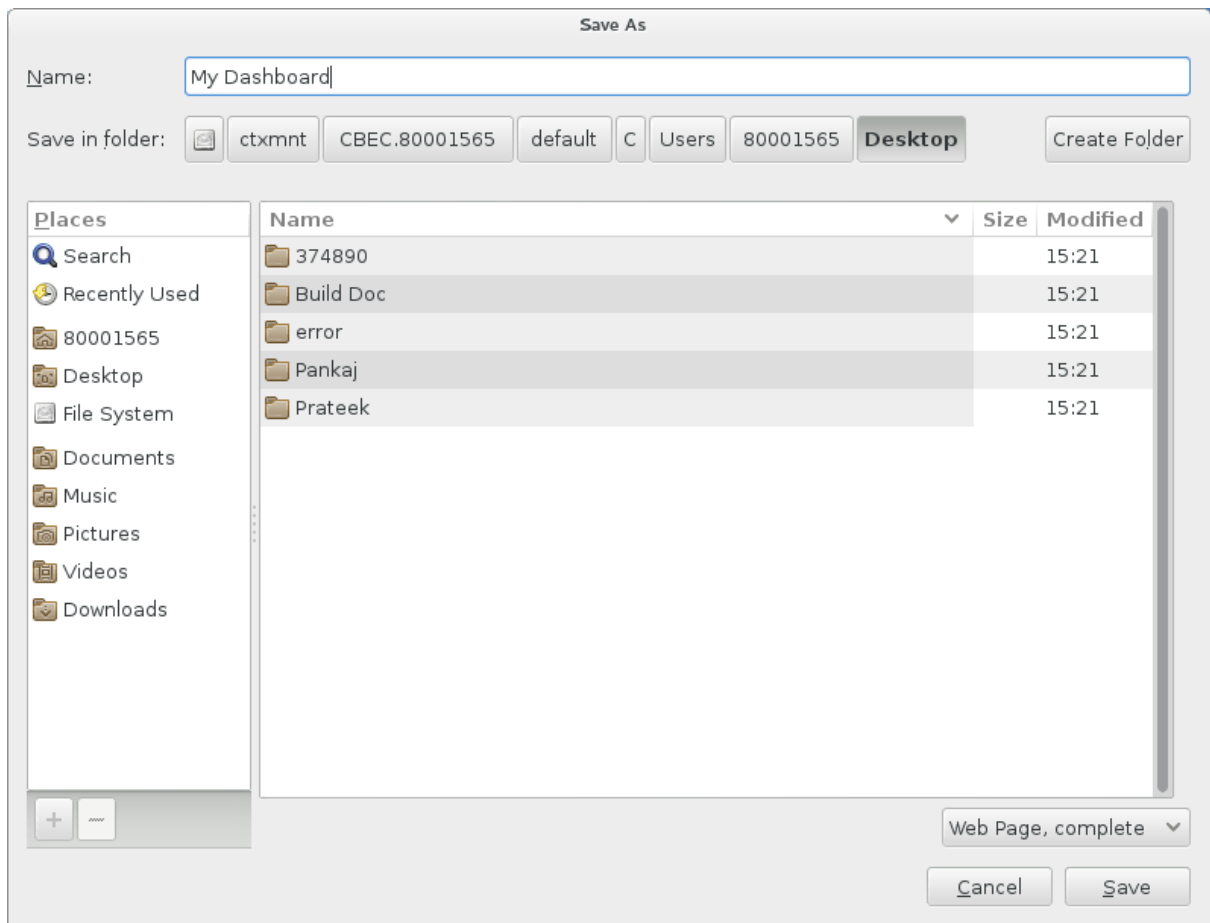 Save As
Name: My Dashboard
Save in folder: ctxmnt CBEC.80001565 default C Users 80001565 Desktop Create Folder
Places Name Size Modified
Search 374890 15:21
Recently Used Build Doc 15:21
80001565 error 15:21
Desktop Pankaj 15:21
File System Prateek 15:21
Documents
Music
Pictures
Videos
Downloads
Web Page, complete
Cancel Save